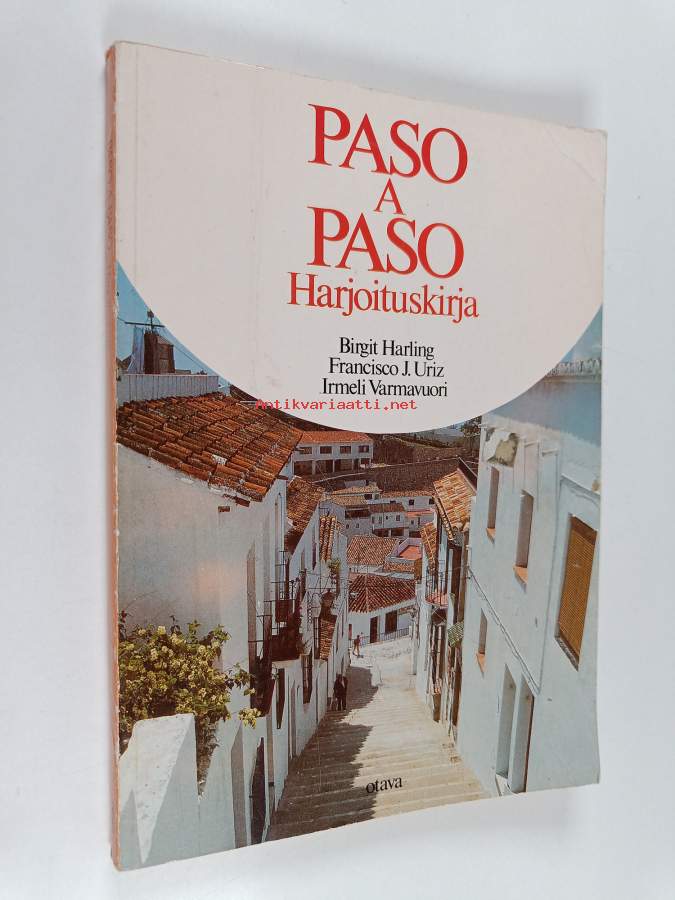 PASO
A
PASO
Harjoituskirja
Birgit Harling
Francisco J. Uriz
Irmeli Varmavuori
Antikvariaatti.net
otava